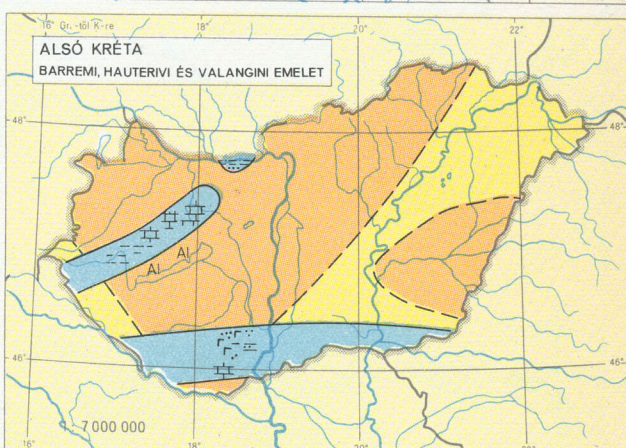 16° Gr.-től K-re
20°
22°
ALSÓ KRÉTA
BARREMI, HAUTERIVI ÉS VALANGINI EMELET
48°
48°
18°
Al
Al
46°
46°
1 : 7 000 000
16°
18°
20°